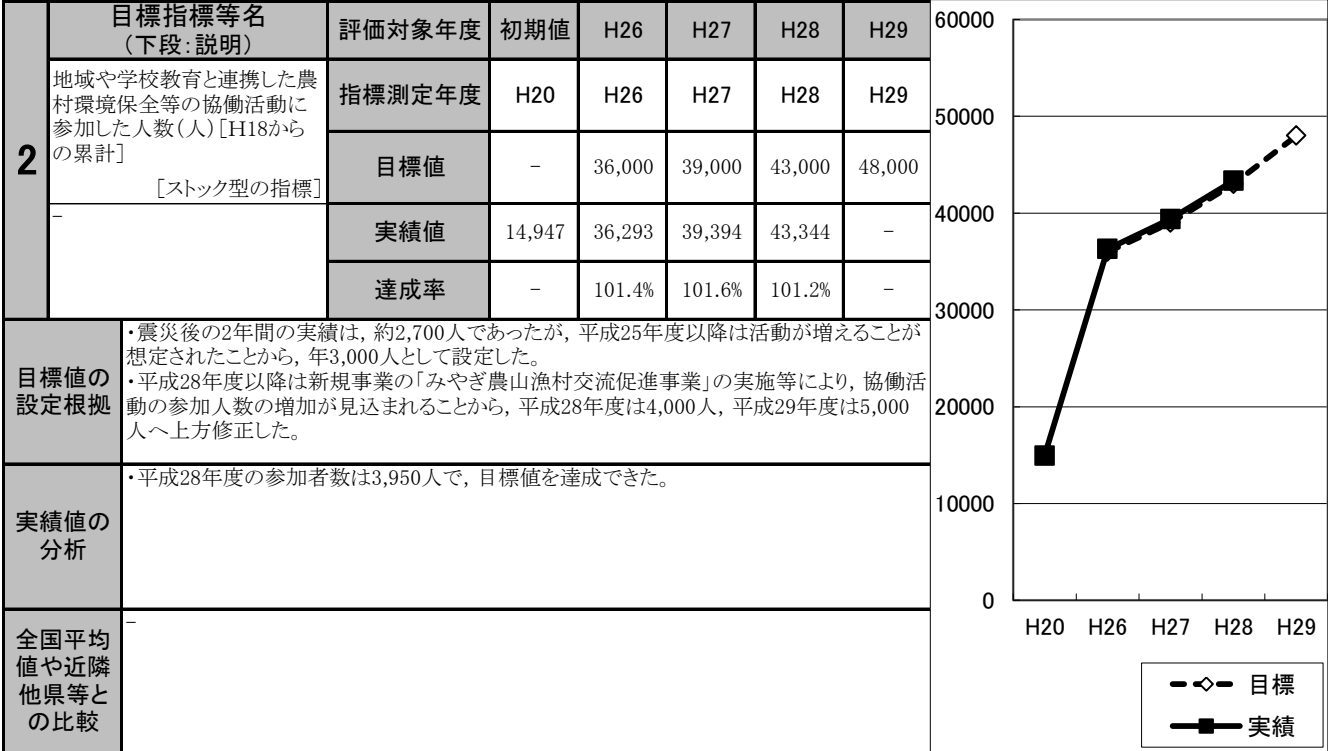 2
目標指標等名
（下段：説明）
評価対象年度 初期値 H26 H27 H28 H29
地域や学校教育と連携した農
村環境保全等の協働活動に
参加した人数（人）［H18から
の累計］
［ストック型の指標］
－
指標測定年度 H20 H26 H27 H28 H29
目標値 － 36,000 39,000 43,000 48,000
実績値 14,947 36,293 39,394 43,344 －
達成率 － 101.4% 101.6% 101.2% －
目標値の
設定根拠
・震災後の2年間の実績は，約2,700人であったが，平成25年度以降は活動が増えることが
想定されたことから，年3,000人として設定した。
・平成28年度以降は新規事業の「みやぎ農山漁村交流促進事業」の実施等により，協働活
動の参加人数の増加が見込まれることから，平成28年度は4,000人，平成29年度は5,000
人へ上方修正した。
実績値の
分析
・平成28年度の参加者数は3,950人で，目標値を達成できた。
全国平均
値や近隣
他県等と
の比較
－
60000
50000
40000
30000
20000
10000
0
H20 H26 H27 H28 H29
目標
実績